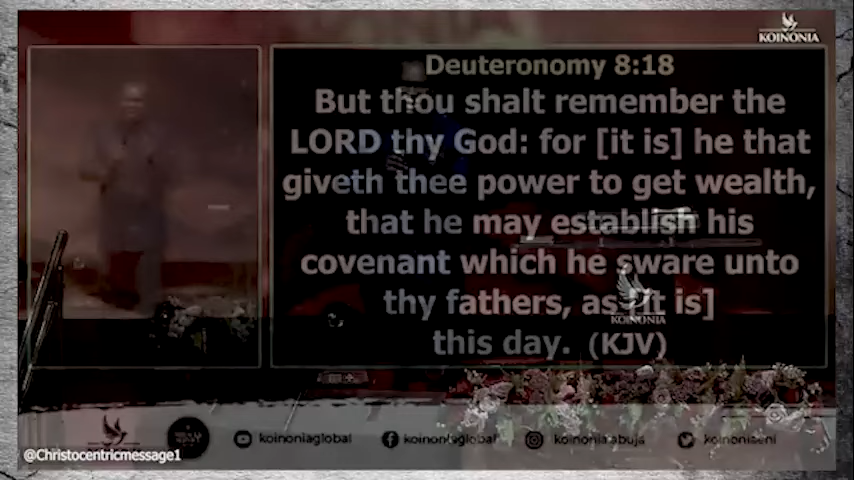 KOINONIA
Deuteronomy 8:18
But thou shalt remember the
LORD thy God: for [it is] he that
giveth thee power to get wealth,
that he may establish his
covenant which he sware unto
thy fathers, as [it is]
KOINONIA
this day. (KJV)
koinoniaglobal
koinoniaglobal
koinoniaabuja
koinoniaeni
@Christocentricmessage1